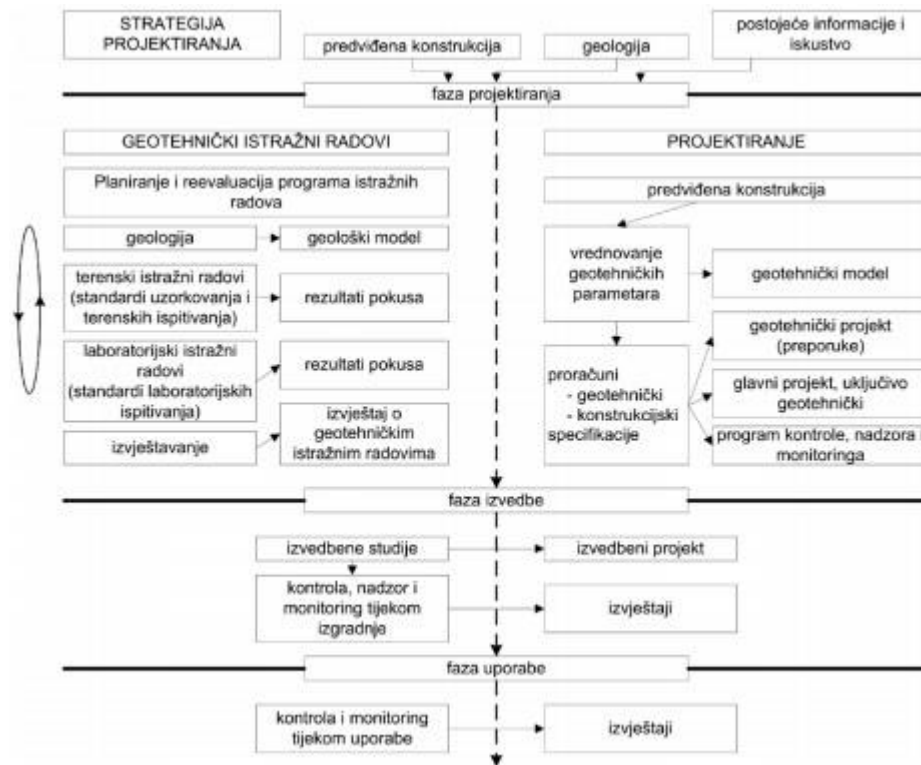 STRATEGIJA
PROJEKTIRANJA
predviđena konstrukcija
geologija
postojeće informacije i
iskustvo
faza projektiranja
GEOTEHNIČKI ISTRAŽNI RADOVI
Planiranje i reevaluacija programa istražnih
radova
geologija
geološki model
terenski istražni radovi
(standardi uzorkovanja i
terenskih ispitivanja)
rezultati pokusa
laboratorijski istražni
radovi
(standardi laboratorijskih
ispitivanja)
rezultati pokusa
izvještavanje
izvještaj o
geotehničkim
istražnim radovima
PROJEKTIRANJE
predviđena konstrukcija
vrednovanje
geotehničkih
parametara
geotehnički model
proračuni
- geotehnički
- konstrukcijski
specifikacije
geotehnički projekt
(preporuke)
glavni projekt, uključivo
geotehnički
program kontrole, nadzora i
monitoringa
faza izvedbe
izvedbene studije
izvedbeni projekt
kontrola, nadzor i
monitoring tijekom
izgradnje
izvještaji
faza uporabe
kontrola i monitoring
tijekom uporabe
izvještaji